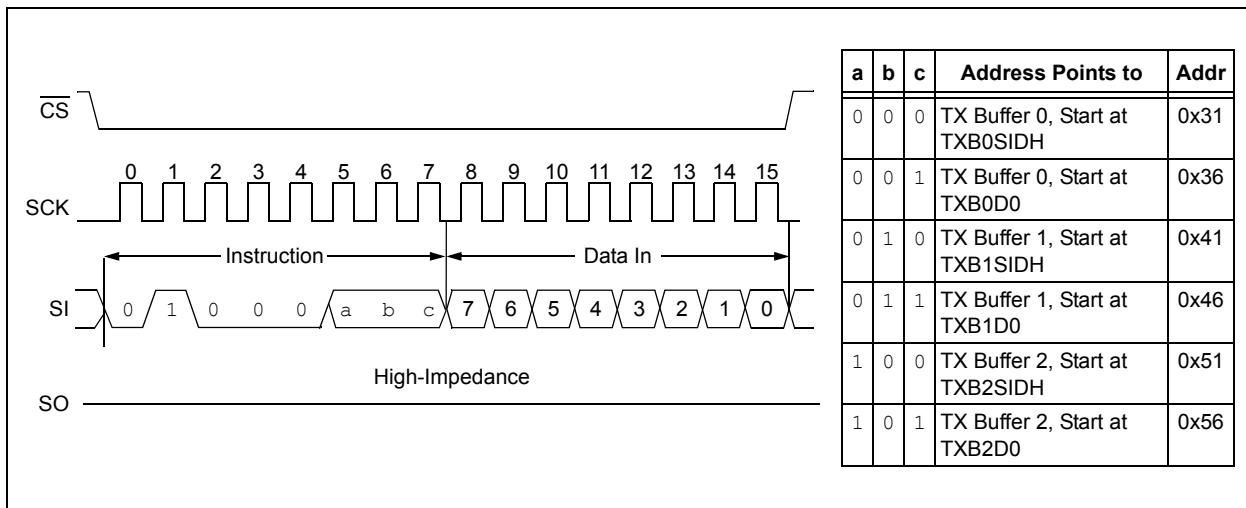 CS
0 1 2 3 4 5 6 7 8 9 10 11 12 13 14 15
SCK
Instruction
Data In
SI
0 1 0 0 0 a b c 7 6 5 4 3 2 1 0
High-Impedance
SO
a b c Address Points to Addr
0 0 0 TX Buffer 0, Start at 0x31
TXB0SIDH
0 0 1 TX Buffer 0, Start at 0x36
TXB0D0
0 1 0 TX Buffer 1, Start at 0x41
TXB1SIDH
0 1 1 TX Buffer 1, Start at 0x46
TXB1D0
1 0 0 TX Buffer 2, Start at 0x51
TXB2SIDH
1 0 1 TX Buffer 2, Start at 0x56
TXB2D0